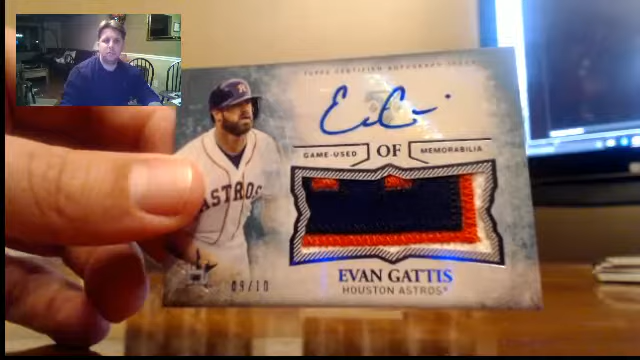 TOPPS CERTIFIED AUTOGRAPH ISSUE
GAME-USED OF MEMORABILIA
ASTROS
EVAN GATTIS
HOUSTON ASTROS
09/10